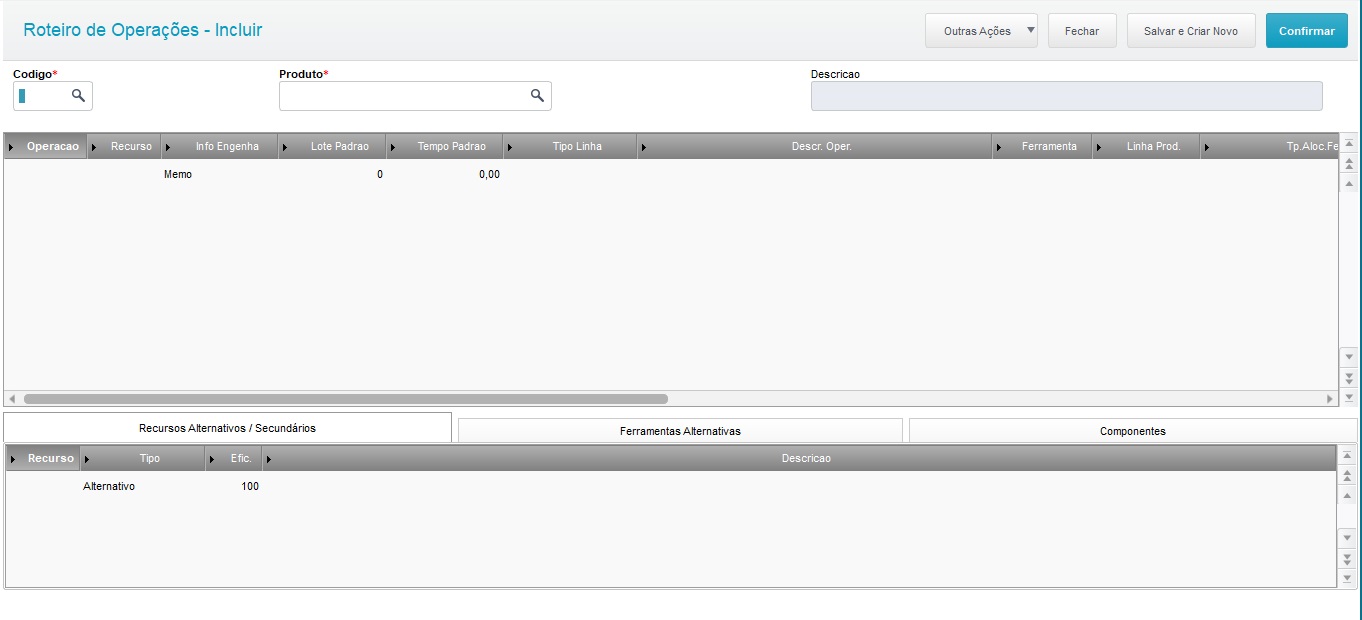 Roteiro de Operações - Incluir
Outras Ações Fechar Salvar e Criar Novo Confirmar
Codigo* Produto* Descricao
Operacao Recurso Info Engenha Lote Padrao Tempo Padrao Tipo Linha Descr. Oper. Ferramenta Linha Prod. Tp.Aloc.Fe
Memo 0 0,00
Recursos Alternativos / Secundários Ferramentas Alternativas Componentes
Recurso Tipo Efic. Descricao
Alternativo 100